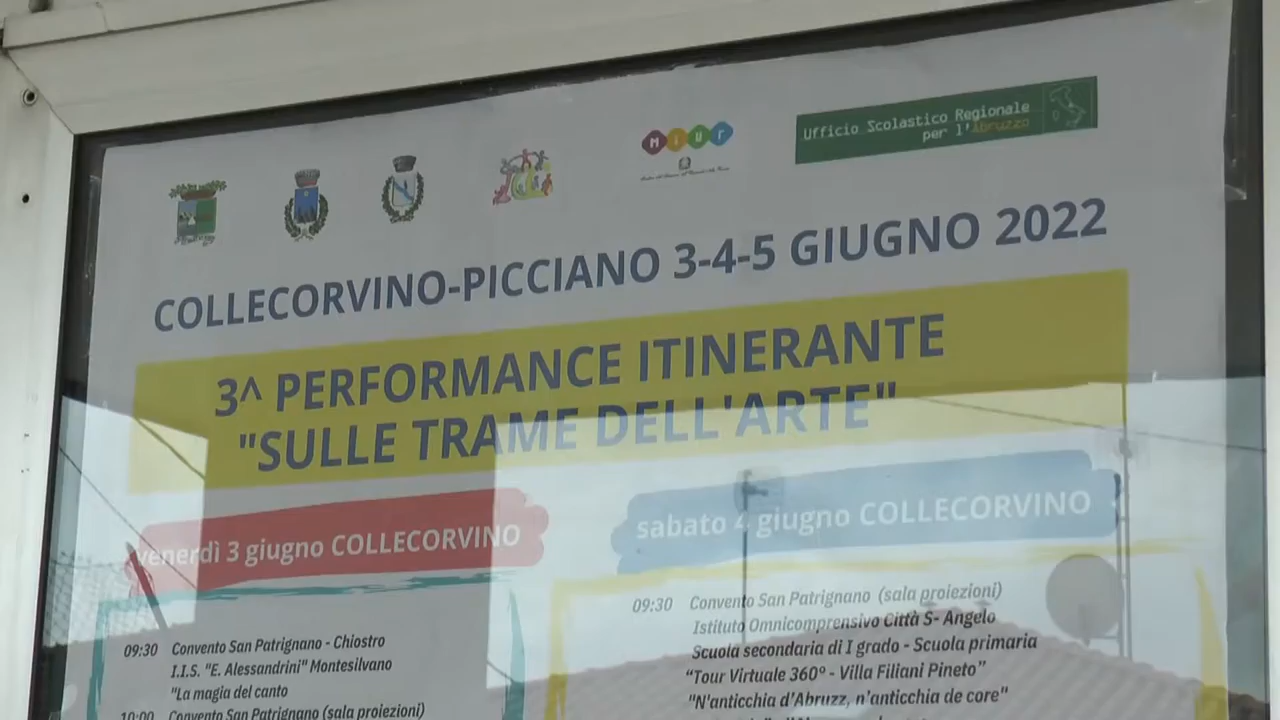 MIUR
Ufficio Scolastico Regionale
per l'Abruzzo
COLLECORVINO-PICCIANO 3-4-5 GIUGNO 2022
3^ PERFORMANCE ITINERANTE
"SULLE TRAME DELL'ARTE"
venerdì 3 giugno COLLECORVINO
09:30 Convento San Patrignano - Chiostro
I.I.S. "E. Alessandrini" Montesilvano
"La magia del canto
10:00 Convento San Patrignano (sala proiezioni)
sabato 4 giugno COLLECORVINO
09:30 Convento San Patrignano (sala proiezioni)
Istituto Omnicomprensivo Città S- Angelo
Scuola secondaria di I grado - Scuola primaria
“Tour Virtuale 360° - Villa Filiani Pineto”
"N'anticchia d'Abruzz, n'anticchia de core"